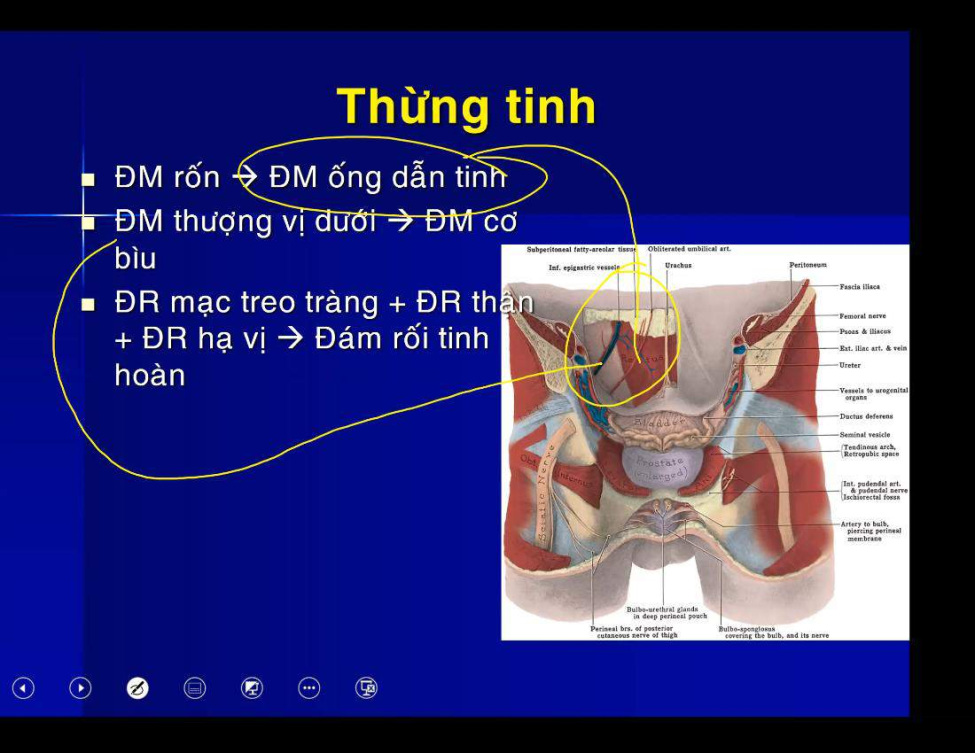 Thừng tinh
ĐM rốn → ĐM ống dẫn tinh
ĐM thượng vị dưới → ĐM cơ
bìu
ĐR mạc treo tràng + ĐR thận
+ ĐR hạ vị → Đám rối tinh
hoàn
Subperitoneal fatty-areolar tissue
Obliterated umbilical art.
Inf. epigastric vessels
Urachus
Peritoneum
Fascia iliaca
Femoral nerve
Psoas & iliacus
Ext. iliac art. & vein
Ureter
Vessels to urogenital
organs
Ductus deferens
Bladder
Seminal vesicle
Tendinous arch,
Retropubic space
Prostate
(enlarged)
Sciatic Nerve
Int. pudendal art.
& pudendal nerve
Ischiorectal fossa
Artery to bulb,
piercing perineal
membrane
Bulbo-urethral glands
in deep perineal pouch
Perineal brs. of posterior
cutaneous nerve of thigh
Bulbo-spongiosus
covering the bulb, and its nerve